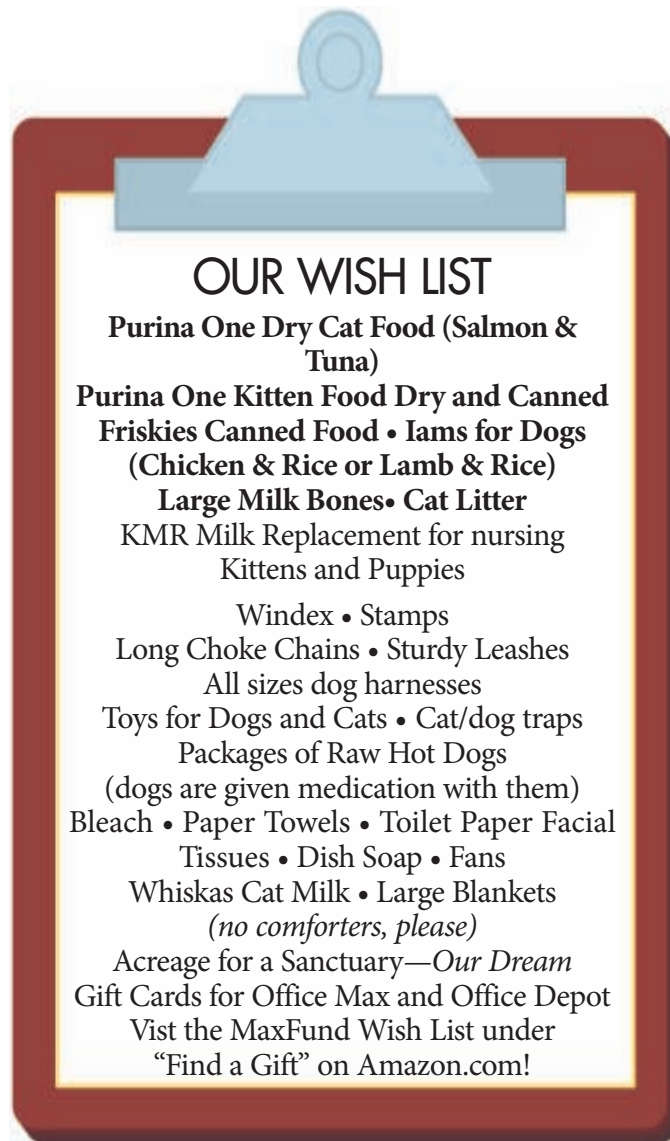 OUR WISH LIST
Purina One Dry Cat Food (Salmon &
Tuna)
Purina One Kitten Food Dry and Canned
Friskies Canned Food • Iams for Dogs
(Chicken & Rice or Lamb & Rice)
Large Milk Bones• Cat Litter
KMR Milk Replacement for nursing
Kittens and Puppies
Windex • Stamps
Long Choke Chains • Sturdy Leashes
All sizes dog harnesses
Toys for Dogs and Cats • Cat/dog traps
Packages of Raw Hot Dogs
(dogs are given medication with them)
Bleach • Paper Towels • Toilet Paper Facial
Tissues • Dish Soap • Fans
Whiskas Cat Milk • Large Blankets
(no comforters, please)
Acreage for a Sanctuary—Our Dream
Gift Cards for Office Max and Office Depot
Vist the MaxFund Wish List under
“Find a Gift” on Amazon.com!